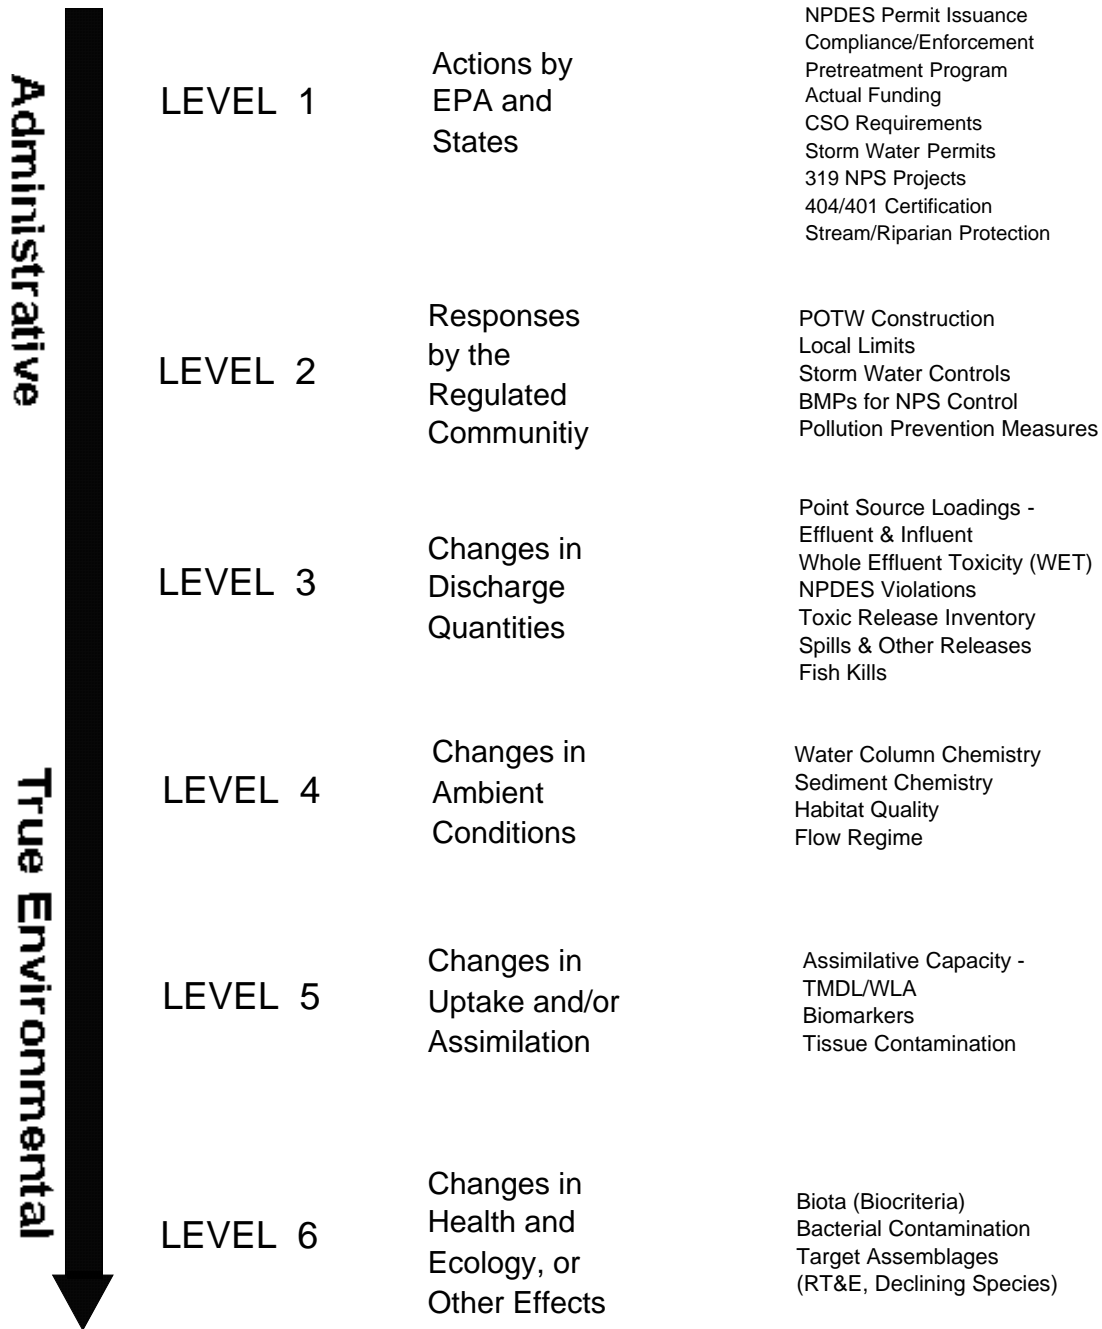 Administrative
True Environmental
LEVEL 1
Actions by
EPA and
States
NPDES Permit Issuance
Compliance/Enforcement
Pretreatment Program
Actual Funding
CSO Requirements
Storm Water Permits
319 NPS Projects
404/401 Certification
Stream/Riparian Protection
LEVEL 2
Responses
by the
Regulated
Communitiy
POTW Construction
Local Limits
Storm Water Controls
BMPs for NPS Control
Pollution Prevention Measures
LEVEL 3
Changes in
Discharge
Quantities
Point Source Loadings -
Effluent & Influent
Whole Effluent Toxicity (WET)
NPDES Violations
Toxic Release Inventory
Spills & Other Releases
Fish Kills
LEVEL 4
Changes in
Ambient
Conditions
Water Column Chemistry
Sediment Chemistry
Habitat Quality
Flow Regime
LEVEL 5
Changes in
Uptake and/or
Assimilation
Assimilative Capacity -
TMDL/WLA
Biomarkers
Tissue Contamination
LEVEL 6
Changes in
Health and
Ecology, or
Other Effects
Biota (Biocriteria)
Bacterial Contamination
Target Assemblages
(RT&E, Declining Species)